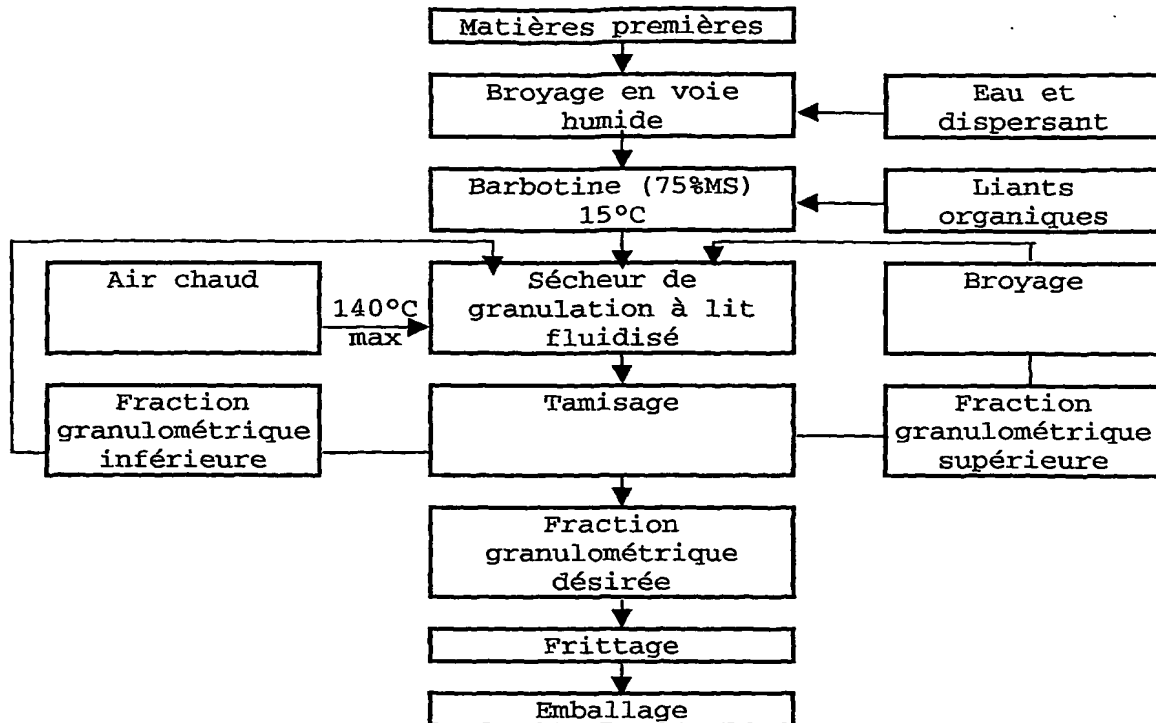 Matières premières
Broyage en voie
humide
Eau et
dispersant
Barbotine (75%MS)
15°C
Liants
organiques
Air chaud
140°C
max
Sécheur de
granulation à lit
fluidisé
Broyage
Fraction
granulométrique
inférieure
Tamisage
Fraction
granulométrique
supérieure
Fraction
granulométrique
désirée
Frittage
Emballage